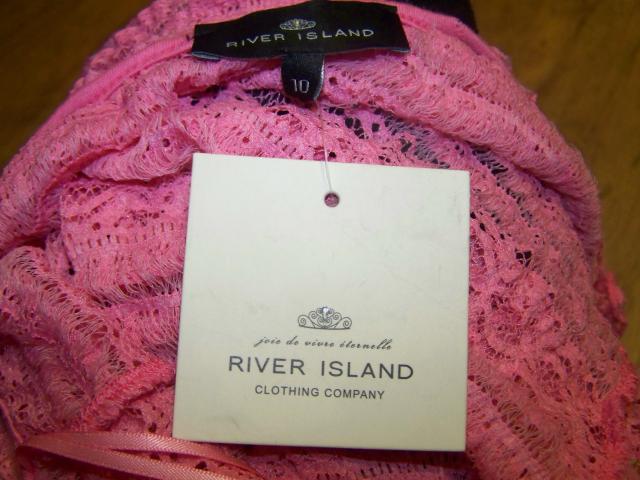 RIVER ISLAND
10
joie de vivre éternelle
RIVER ISLAND
CLOTHING COMPANY